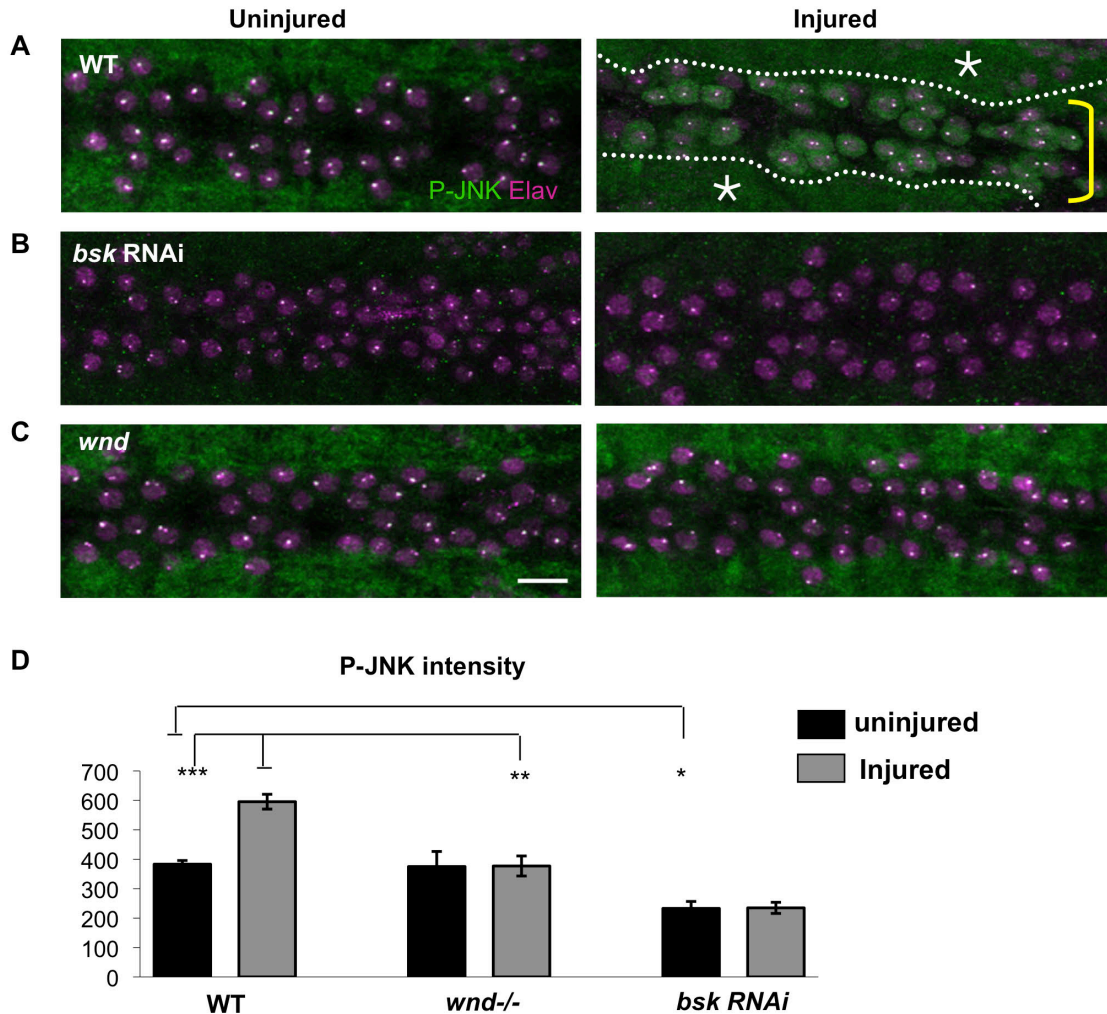 Uninjured Injured
A
WT
P-JNK Elav
B
bsk RNAi
C
wnd
D
P-JNK intensity
uninjured
Injured
*** ** *
700
600
500
400
300
200
100
0
WT wnd-/- bsk RNAi